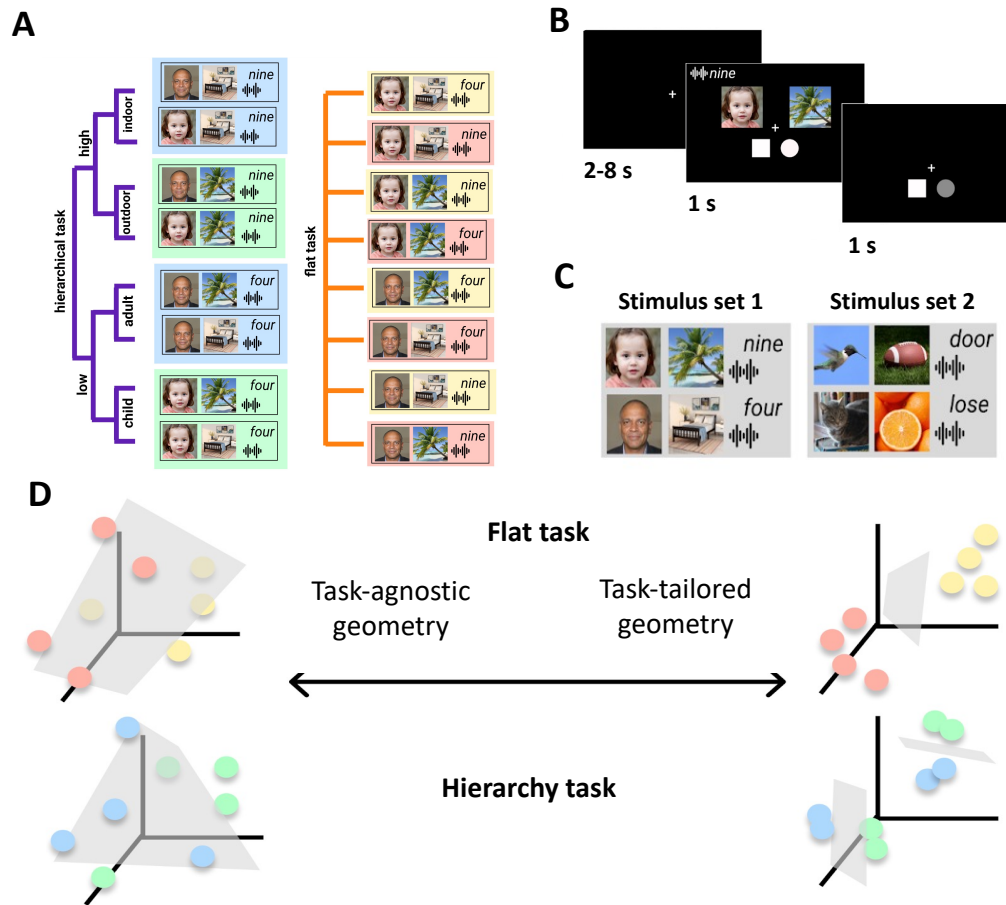 A
hierarchical task
high
low
indoor
outdoor
adult
child
nine
nine
nine
nine
four
four
four
four
flat task
four
nine
nine
four
four
four
nine
nine
B
nine
2-8 s
1 s
1 s
C
Stimulus set 1
Stimulus set 2
nine
four
door
lose
D
Flat task
Task-agnostic
geometry
Task-tailored
geometry
Hierarchy task